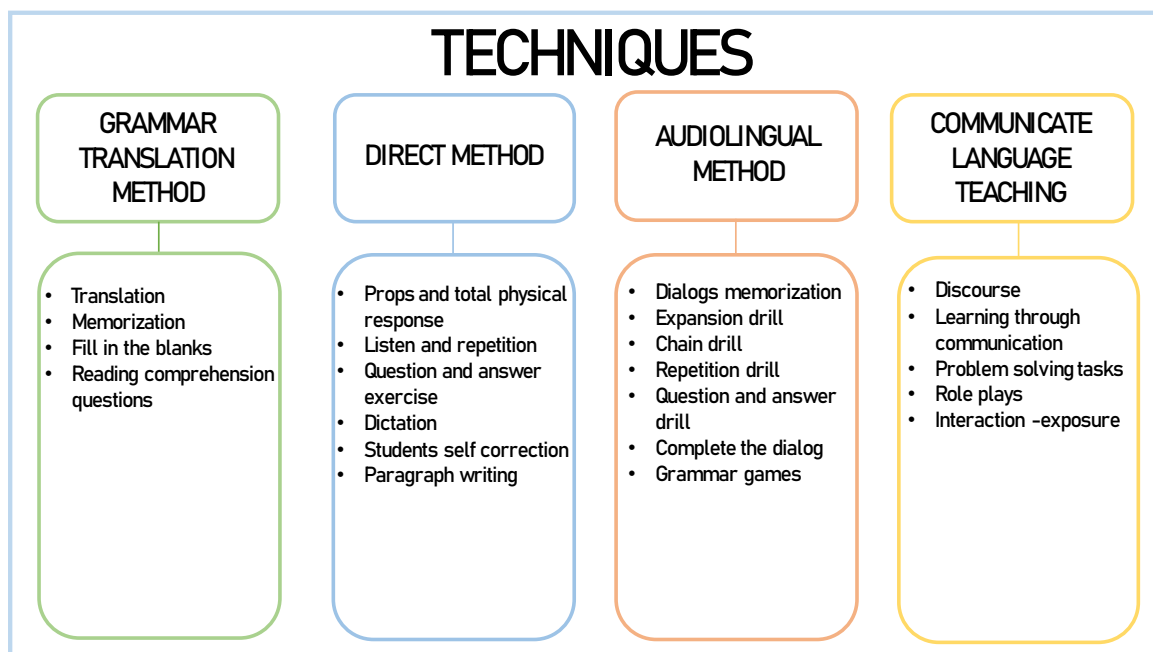 TECHNIQUES
GRAMMAR
TRANSLATION
METHOD
• Translation
• Memorization
• Fill in the blanks
• Reading comprehension
questions
DIRECT METHOD
• Props and total physical
response
• Listen and repetition
• Question and answer
exercise
• Dictation
• Students self correction
• Paragraph writing
AUDIOLINGUAL
METHOD
• Dialogs memorization
• Expansion drill
• Chain drill
• Repetition drill
• Question and answer
drill
• Complete the dialog
• Grammar games
COMMUNICATE
LANGUAGE
TEACHING
• Discourse
• Learning through
communication
• Problem solving tasks
• Role plays
• Interaction -exposure